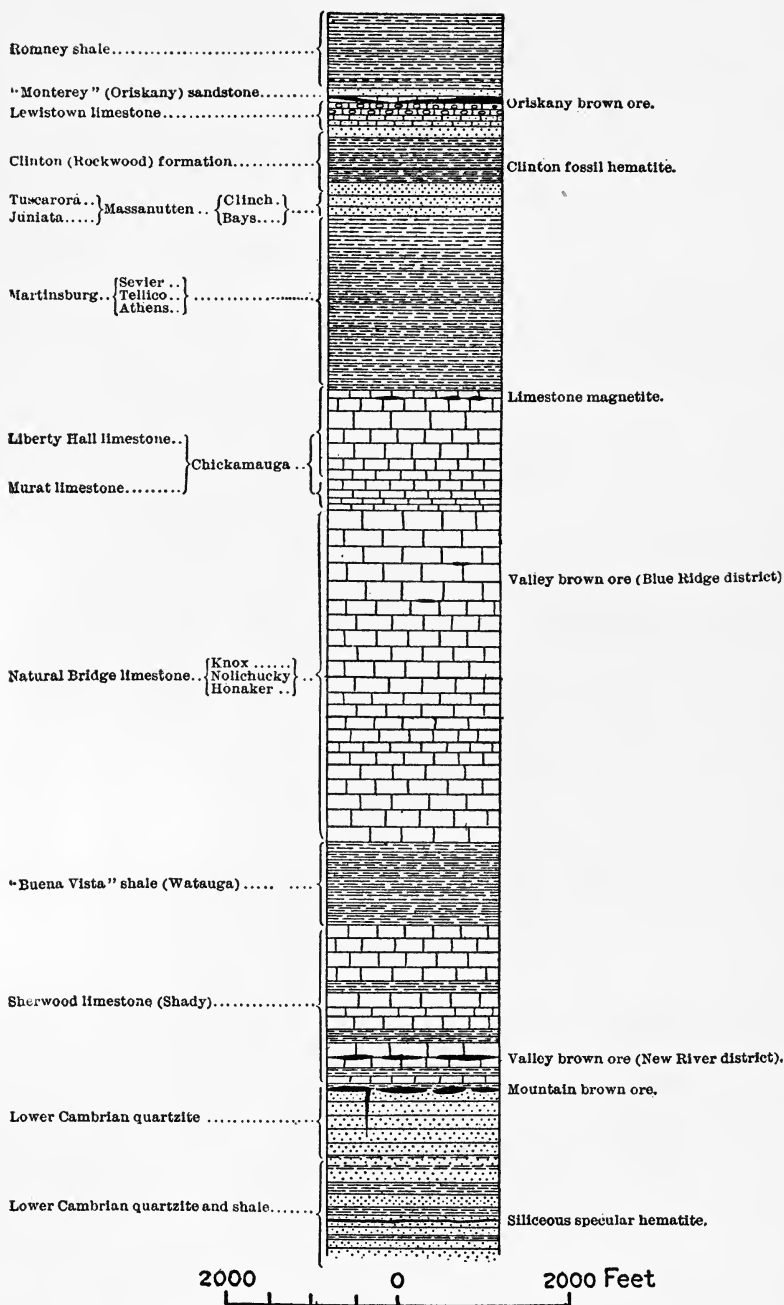 Romney shale
"Monterey" (Oriskany) sandstone
Oriskany brown ore.
Lewistown limestone
Clinton (Rockwood) formation
Clinton fossil hematite.
Tuscarora.. Massanutten.. Clinch.
Juniata..... Bays....
Martinsburg.. Sevier ..
Tellico..
Athens..
Limestone magnetite.
Liberty Hall limestone..
Chickamauga ..
Murat limestone.........
Valley brown ore (Blue Ridge district)
Natural Bridge limestone.. Knox ......
Nolichucky
Honaker ..
"Buena Vista" shale (Watauga) .....
Sherwood limestone (Shady)
Valley brown ore (New River district).
Mountain brown ore.
Lower Cambrian quartzite
Lower Cambrian quartzite and shale......
Siliceous specular hematite.
2000 0 2000 Feet